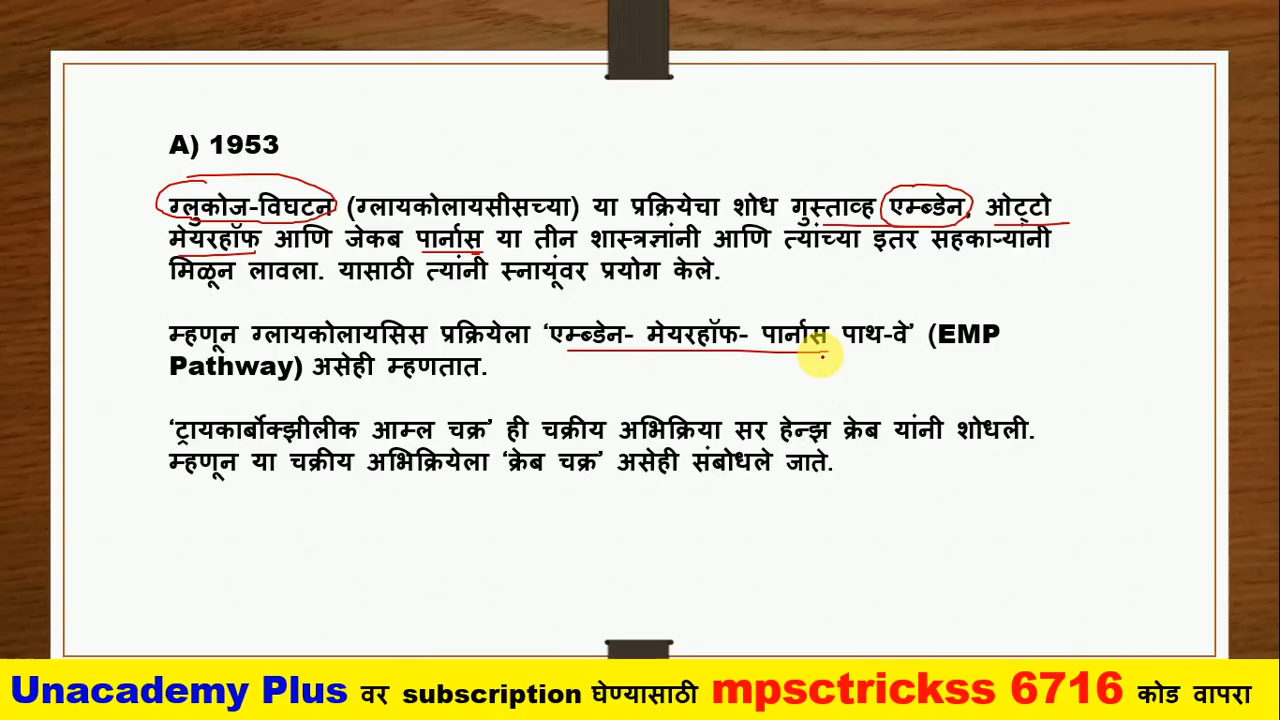 A) 1953
ग्लुकोज-विघटन (ग्लायकोलायसीसच्या) या प्रक्रियेचा शोध गुस्ताव्ह एम्ब्डेन, ओट्टो
मेयरहॉफ आणि जेकब पार्नास या तीन शास्त्रज्ञांनी आणि त्यांच्या इतर सहकाऱ्यांनी
मिळून लावला. यासाठी त्यांनी स्नायूंवर प्रयोग केले.
म्हणून ग्लायकोलायसिस प्रक्रियेला ‘एम्ब्डेन- मेयरहॉफ- पार्नास पाथ-वे’ (EMP
Pathway) असेही म्हणतात.
‘ट्रायकार्बोक्झीलीक आम्ल चक्र’ ही चक्रीय अभिक्रिया सर हेन्झ क्रेब यांनी शोधली.
म्हणून या चक्रीय अभिक्रियेला ‘क्रेब चक्र’ असेही संबोधले जाते.
Unacademy Plus वर subscription घेण्यासाठी mpsctrickss 6716 कोड वापरा